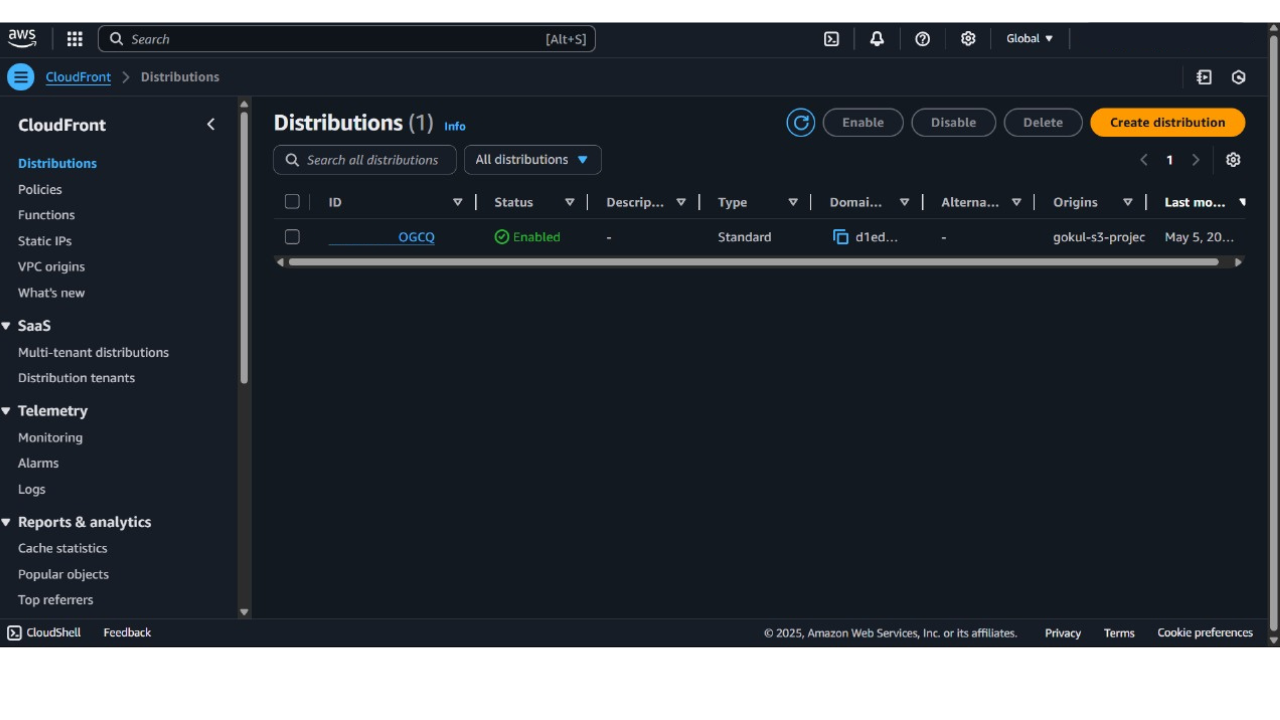 aws
Search [Alt+S]
Global
CloudFront > Distributions
CloudFront
Distributions
Policies
Functions
Static IPs
VPC origins
What's new
SaaS
Multi-tenant distributions
Distribution tenants
Telemetry
Monitoring
Alarms
Logs
Reports & analytics
Cache statistics
Popular objects
Top referrers
Distributions (1) Info
Enable Disable Delete Create distribution
Search all distributions All distributions
1
ID Status Descrip... Type Domai... Alterna... Origins Last mo...
OGCQ Enabled - Standard d1ed... - gokul-s3-projec May 5, 20...
CloudShell Feedback
© 2025, Amazon Web Services, Inc. or its affiliates. Privacy Terms Cookie preferences